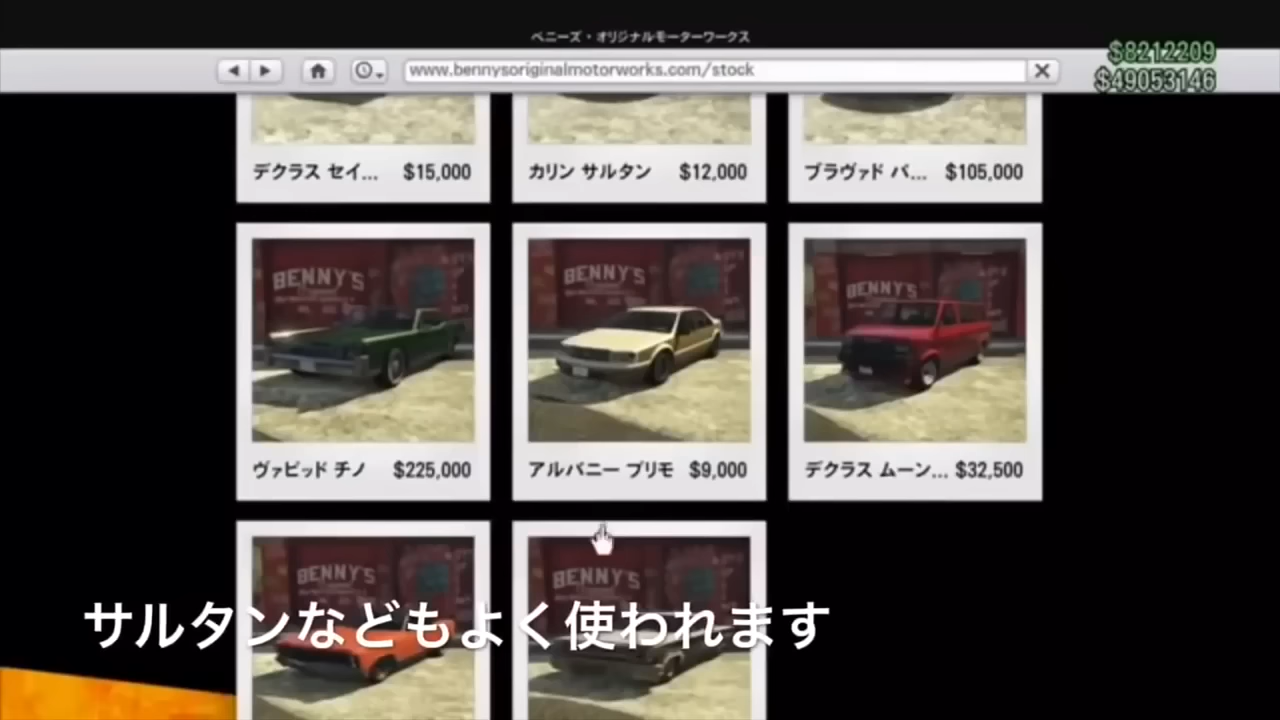 ベニーズ・オリジナルモーターワークス
$8212209
www.bennysoriginalmotorworks.com/stock
$49053146
デクラス セイ... $15,000
カリン サルタン $12,000
ブラヴァド バ... $105,000
BENNY'S
BENNY'S
BENNY'S
ヴァピッド チノ $225,000
アルバニー プリモ $9,000
デクラス ムーン... $32,500
BENNY'S
BENNY'S
サルタンなどもよく使われます